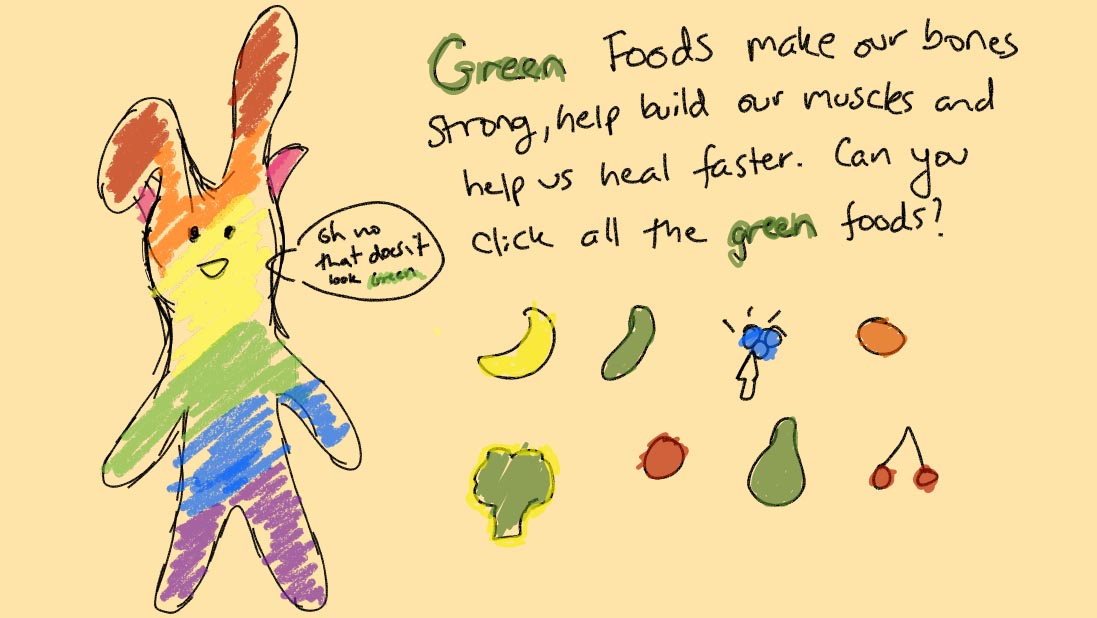 Green Foods make our bones
strong, help build our muscles and
help us heal faster. Can you
click all the green foods?
oh no
that doesn't
look Green